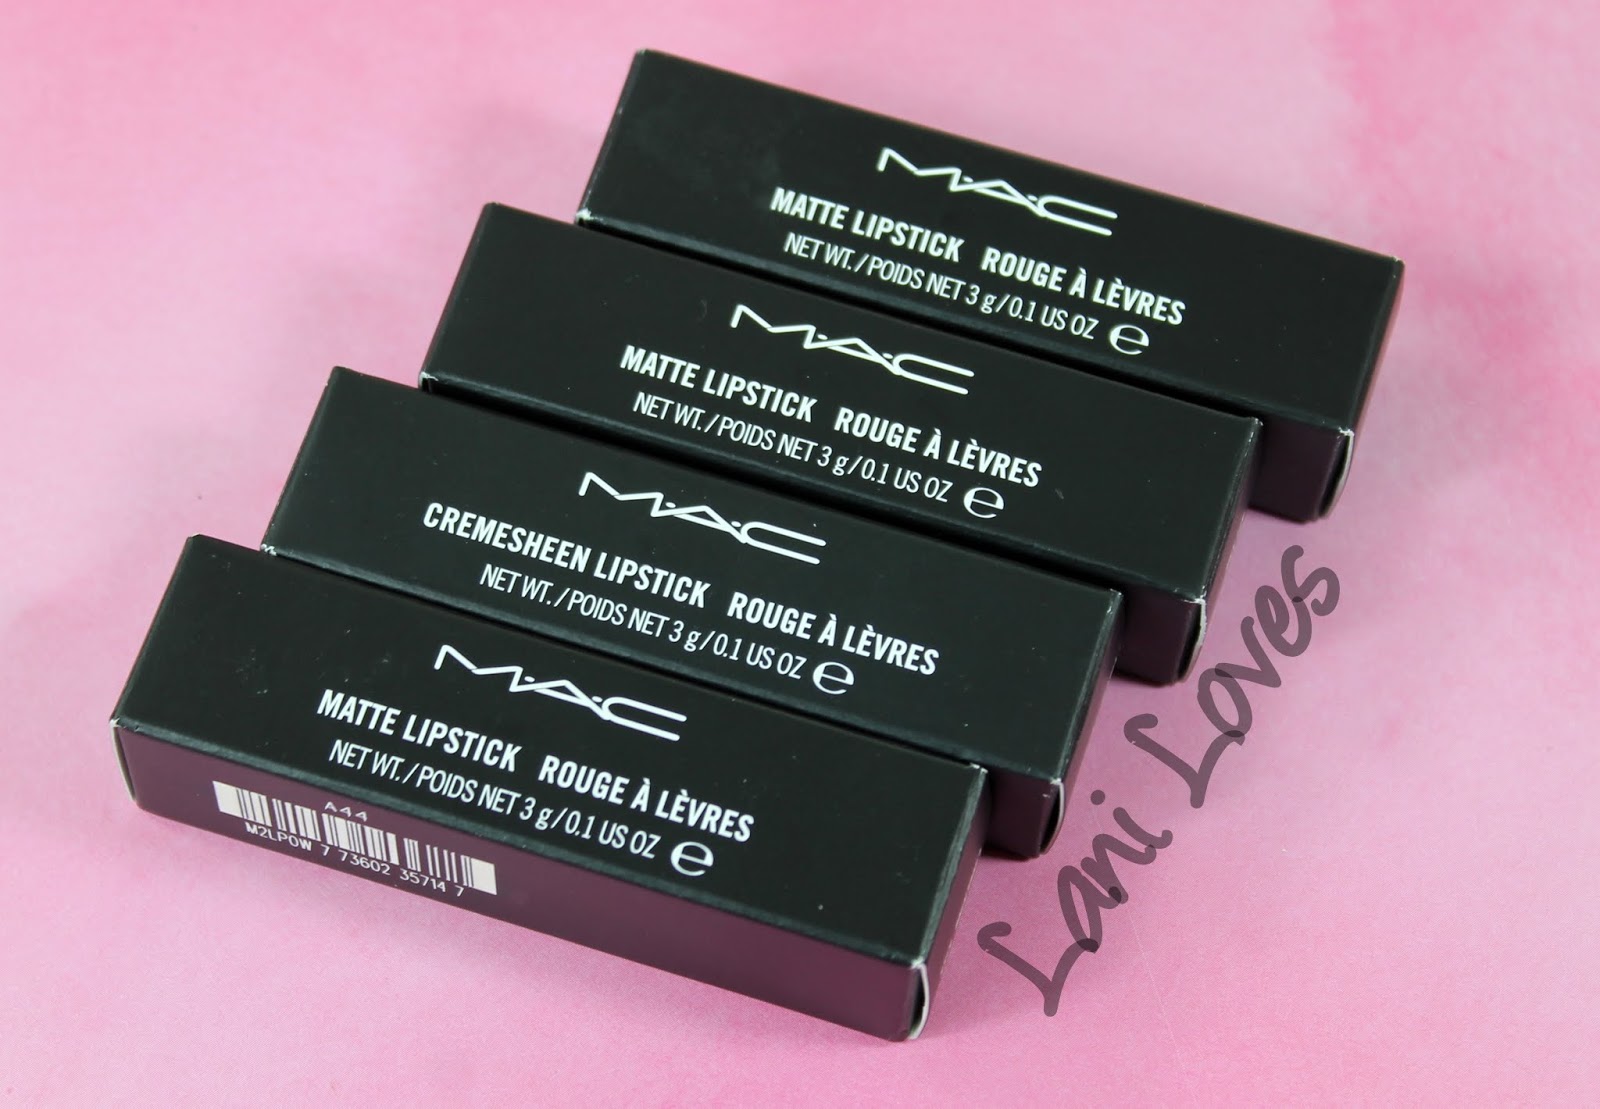 M·A·C
MATTE LIPSTICK ROUGE À LÈVRES
NET WT./POIDS NET 3 g/0.1 US OZ ℮
M·A·C
MATTE LIPSTICK ROUGE À LÈVRES
NET WT./POIDS NET 3 g/0.1 US OZ ℮
M·A·C
CREMESHEEN LIPSTICK ROUGE À LÈVRES
NET WT./POIDS NET 3 g/0.1 US OZ ℮
M·A·C
MATTE LIPSTICK ROUGE À LÈVRES
NET WT./POIDS NET 3 g/0.1 US OZ ℮
A44
M2LP0W 7 73602 35714 7
Lani Loves